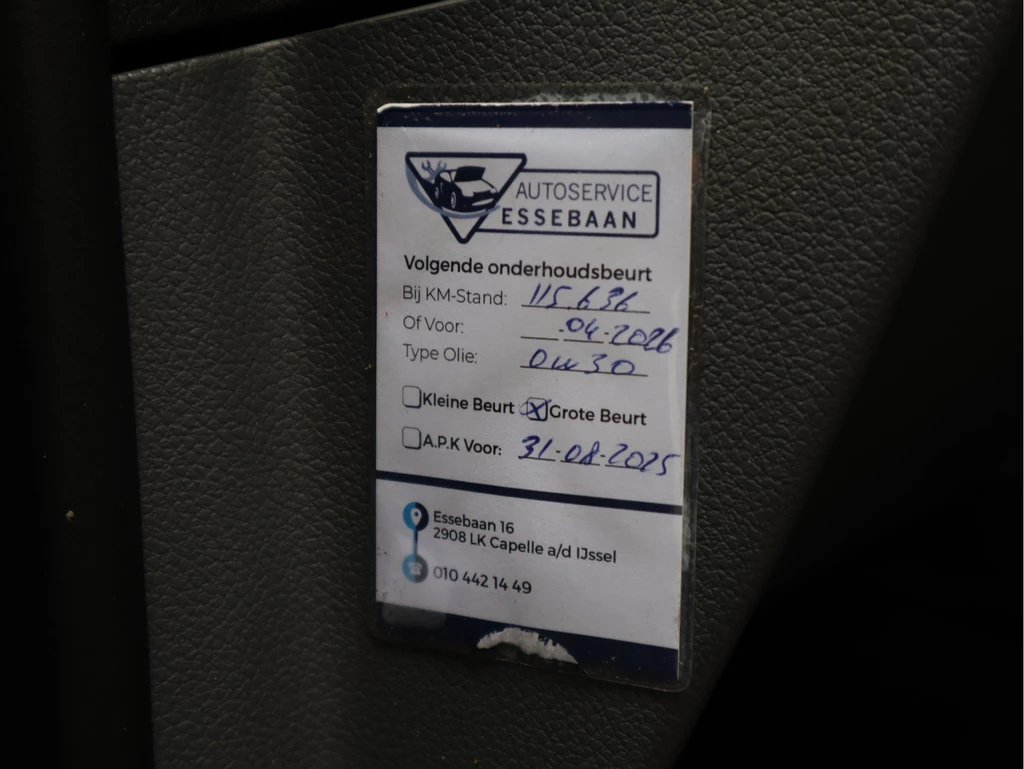 AUTOSERVICE
ESSEBAAN
Volgende onderhoudsbeurt
Bij KM-Stand: 115.636
Of Voor: .04-2026
Type Olie: 0w30
Kleine Beurt Grote Beurt
A.P.K Voor: 31-08-2025
Essebaan 16
2908 LK Capelle a/d IJssel
010 442 14 49